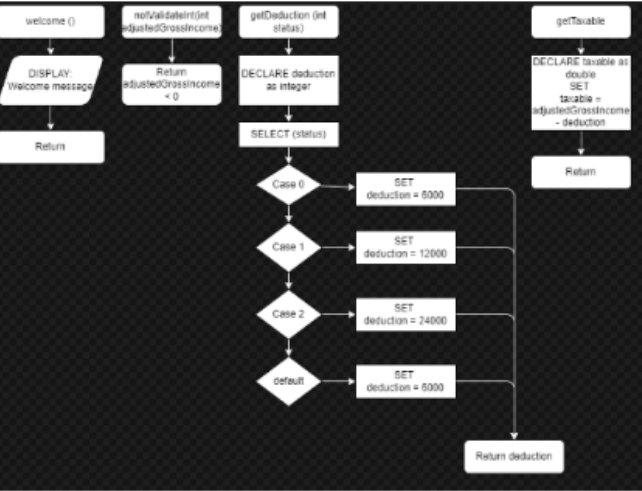 welcome ()
DISPLAY:
Welcome message
Return
notValidateInt(int
adjustedGrossIncome)
Return
adjustedGrossIncome
< 0
getDeduction (int
status)
DECLARE deduction
as integer
SELECT (status)
Case 0
SET
deduction = 6000
Case 1
SET
deduction = 12000
Case 2
SET
deduction = 24000
default
SET
deduction = 6000
Return deduction
getTaxable
DECLARE taxable as
double
SET
taxable =
adjustedGrossIncome
- deduction
Return